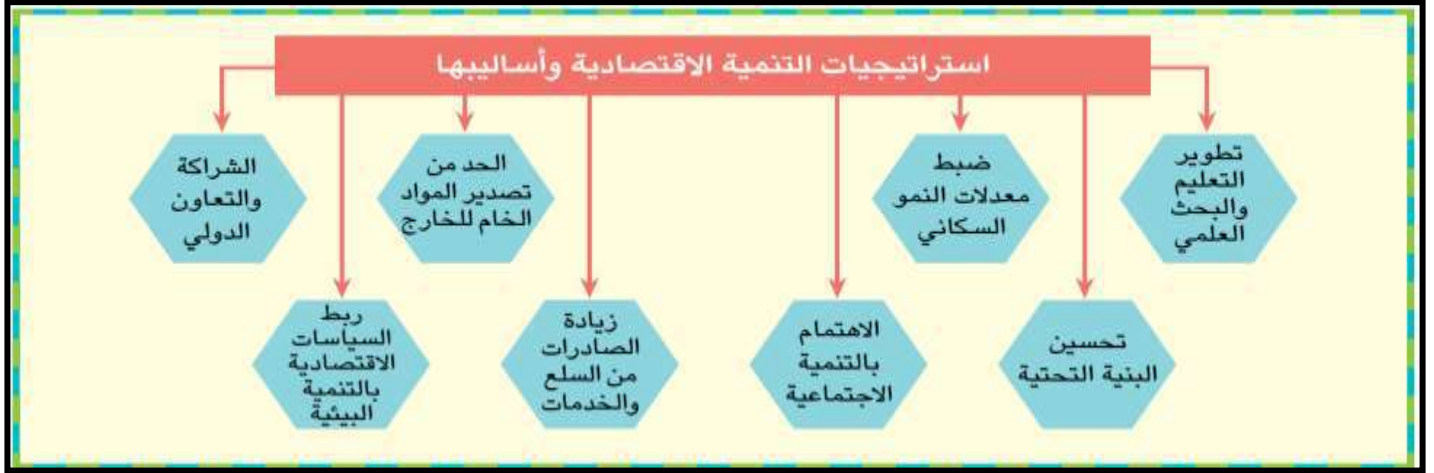 استراتيجيات التنمية الاقتصادية وأساليبها
تطوير
التعليم
والبحث
العلمي
تحسين
البنية التحتية
ضبط
معدلات النمو
السكاني
الاهتمام
بالتنمية
الاجتماعية
زيادة
الصادرات
من السلع
والخدمات
الحد من
تصدير المواد
الخام للخارج
ربط
السياسات
الاقتصادية
بالتنمية
البيئية
الشراكة
والتعاون
الدولي